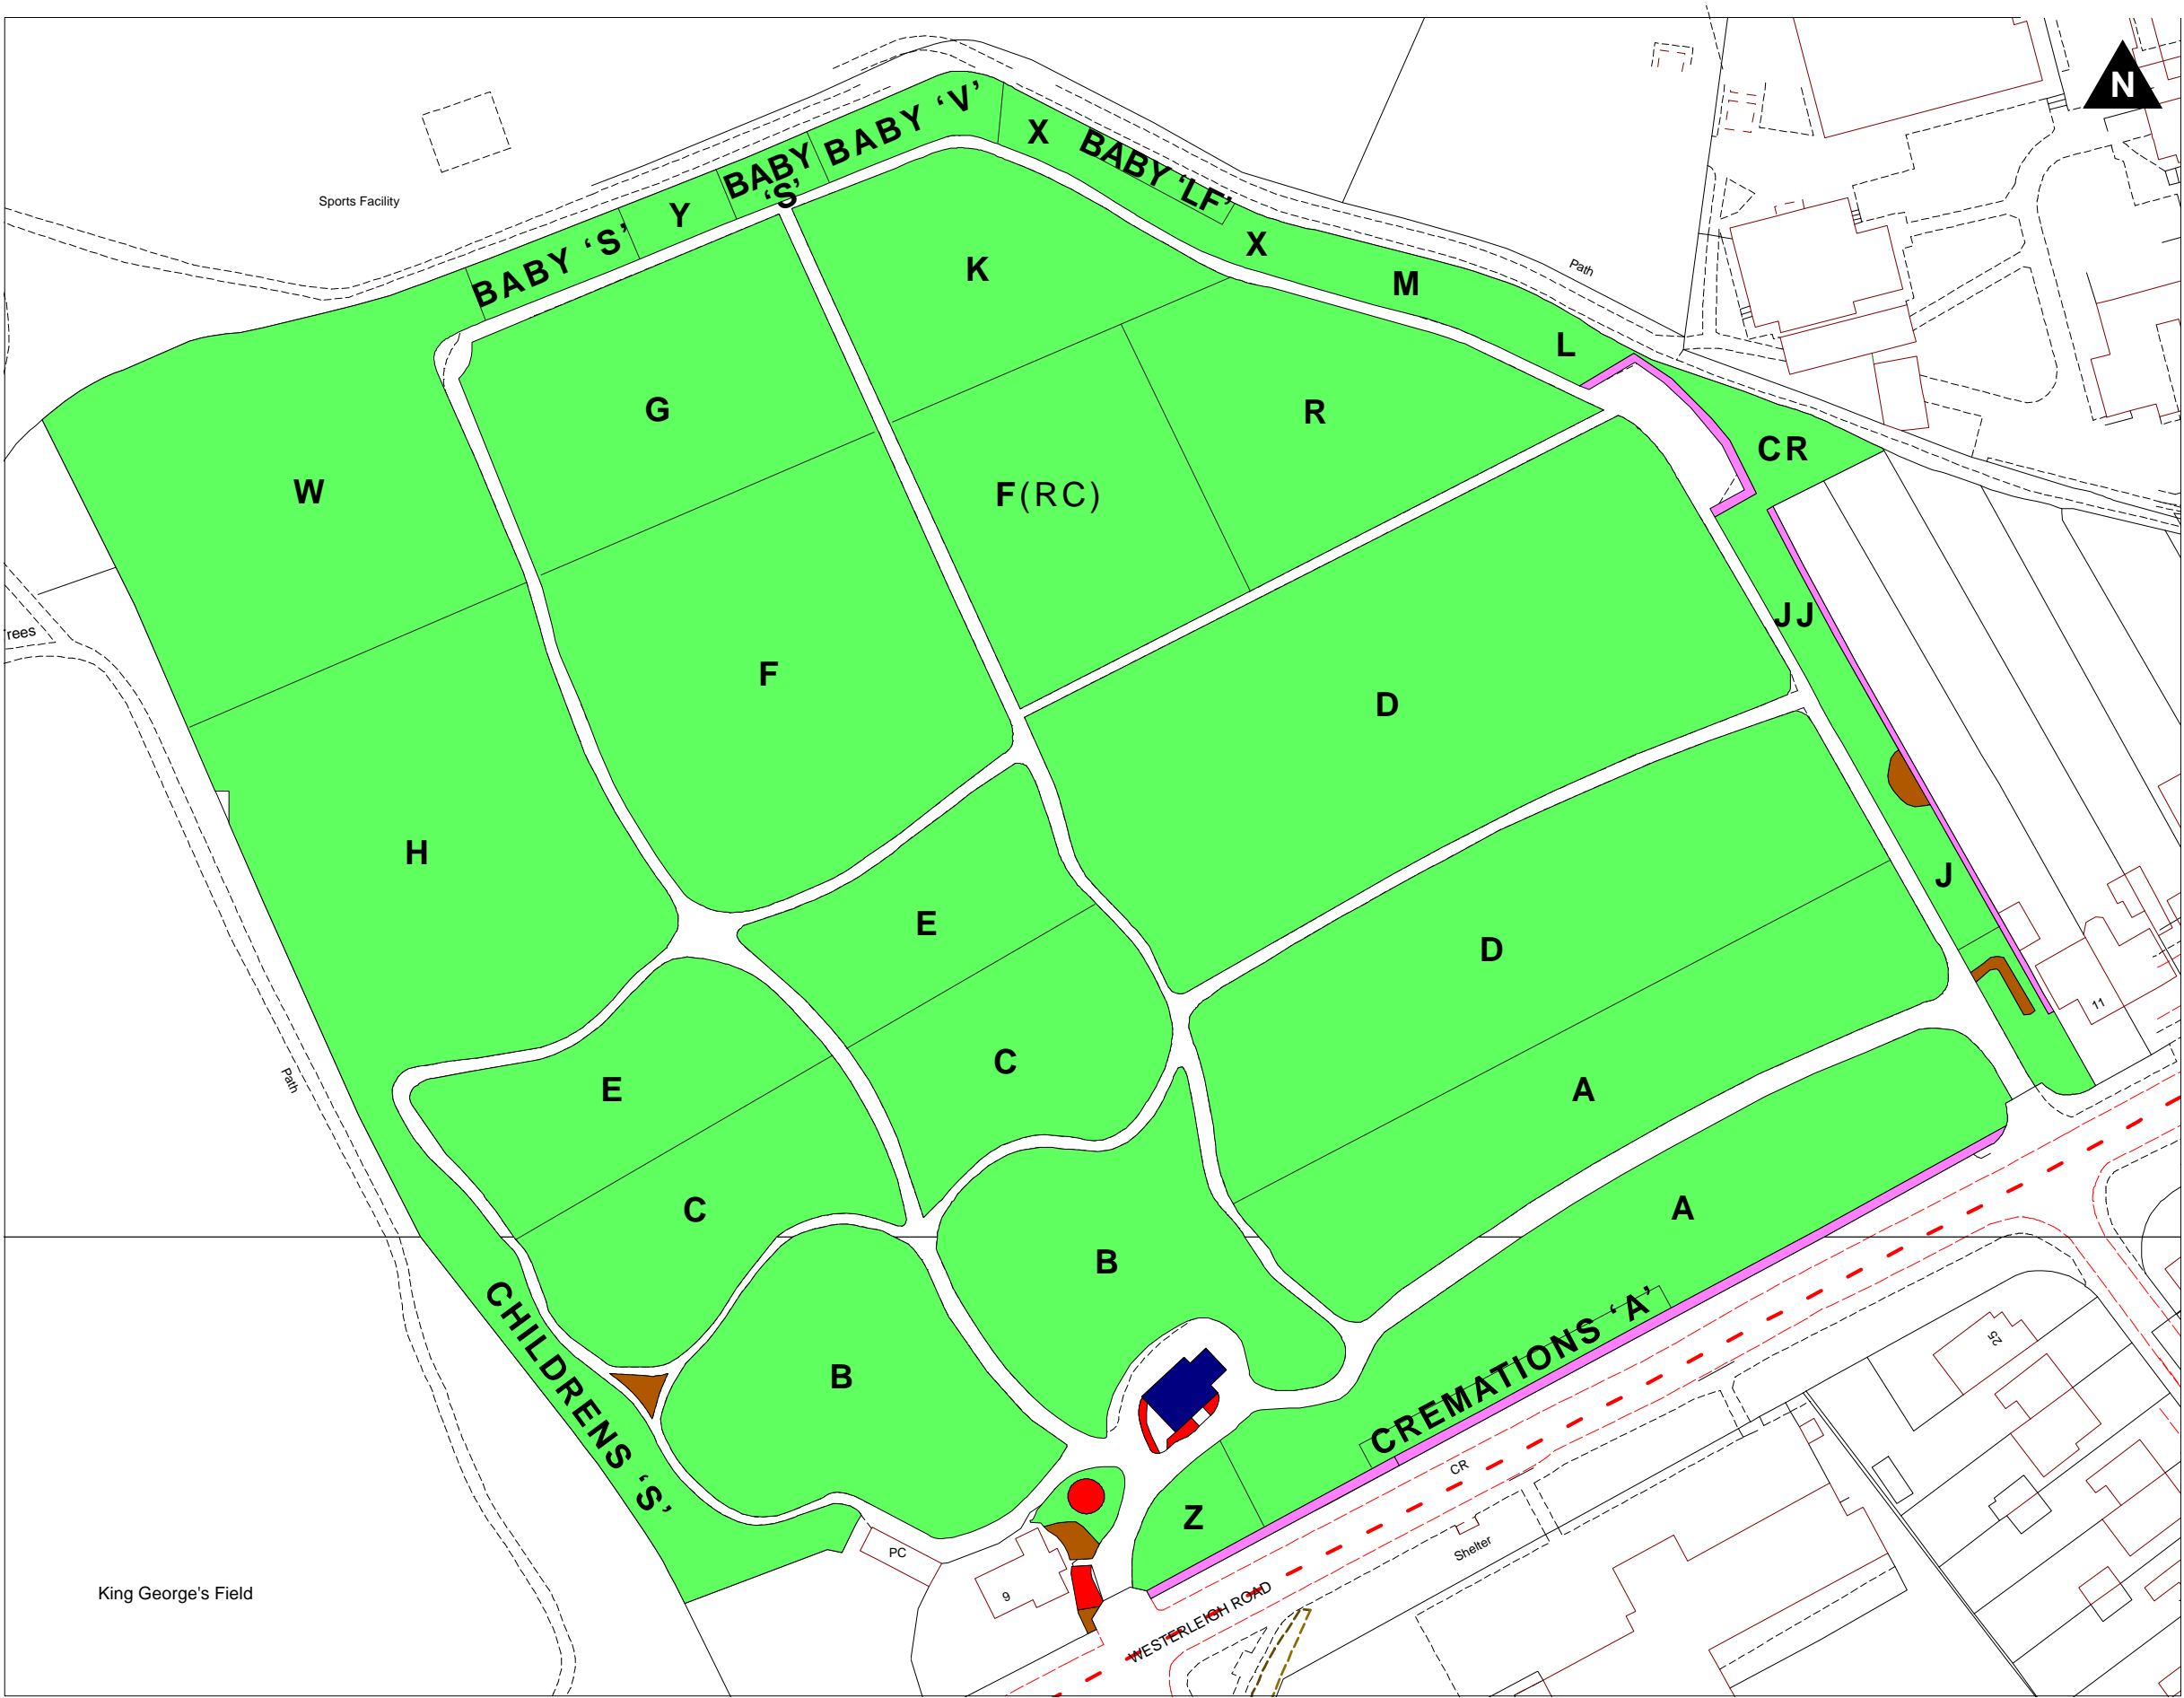 N
BABY ‘V’
X
BABY
‘S’
BABY ‘LF’
Sports Facility
Y
BABY ‘S’
X
Path
K
M
L
G
R
CR
W
F(RC)
JJ
rees
F
D
H
J
E
D
11
C
Path
E
A
C
A
B
CHILDRENS ‘S’
CREMATIONS ‘A’
25
B
CR
Z
Shelter
PC
9
King George's Field
WESTERLEIGH ROAD